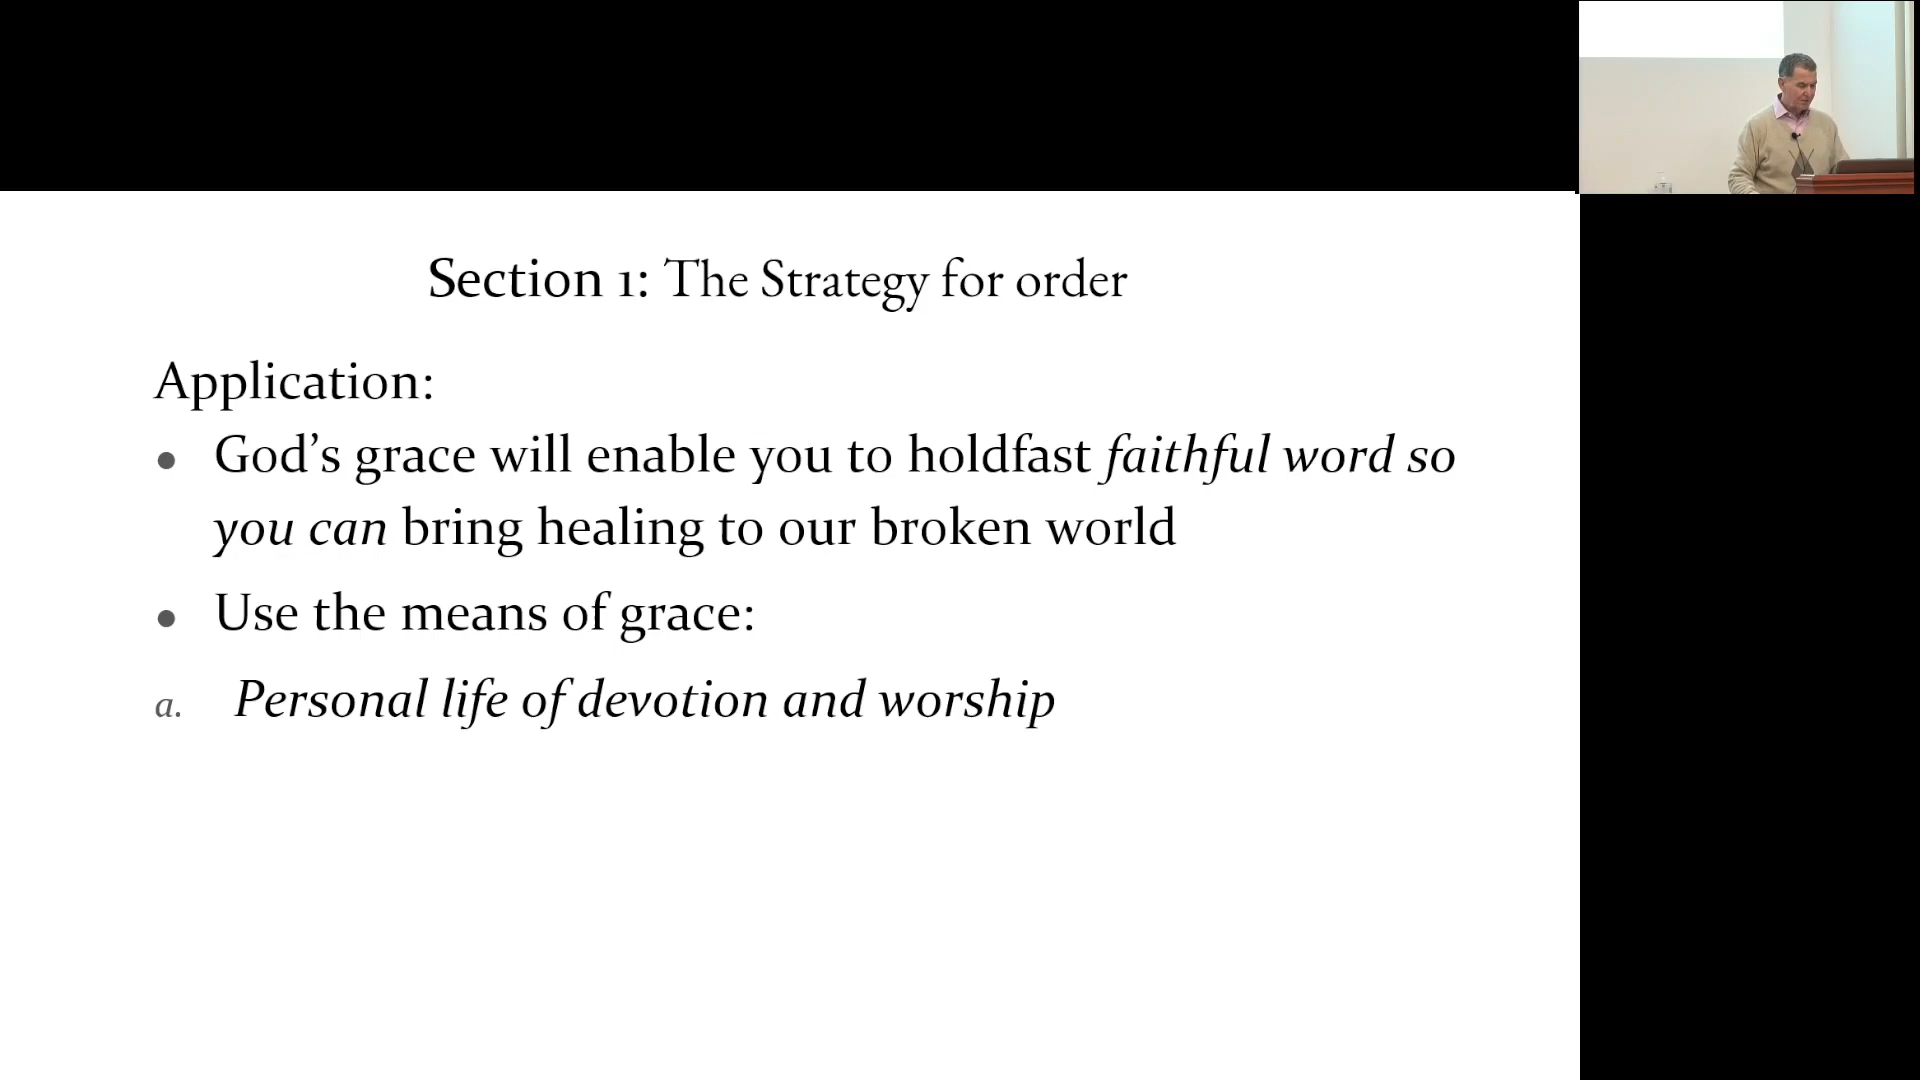 Section 1: The Strategy for order
Application:
● God’s grace will enable you to holdfast faithful word so
you can bring healing to our broken world
● Use the means of grace:
a. Personal life of devotion and worship